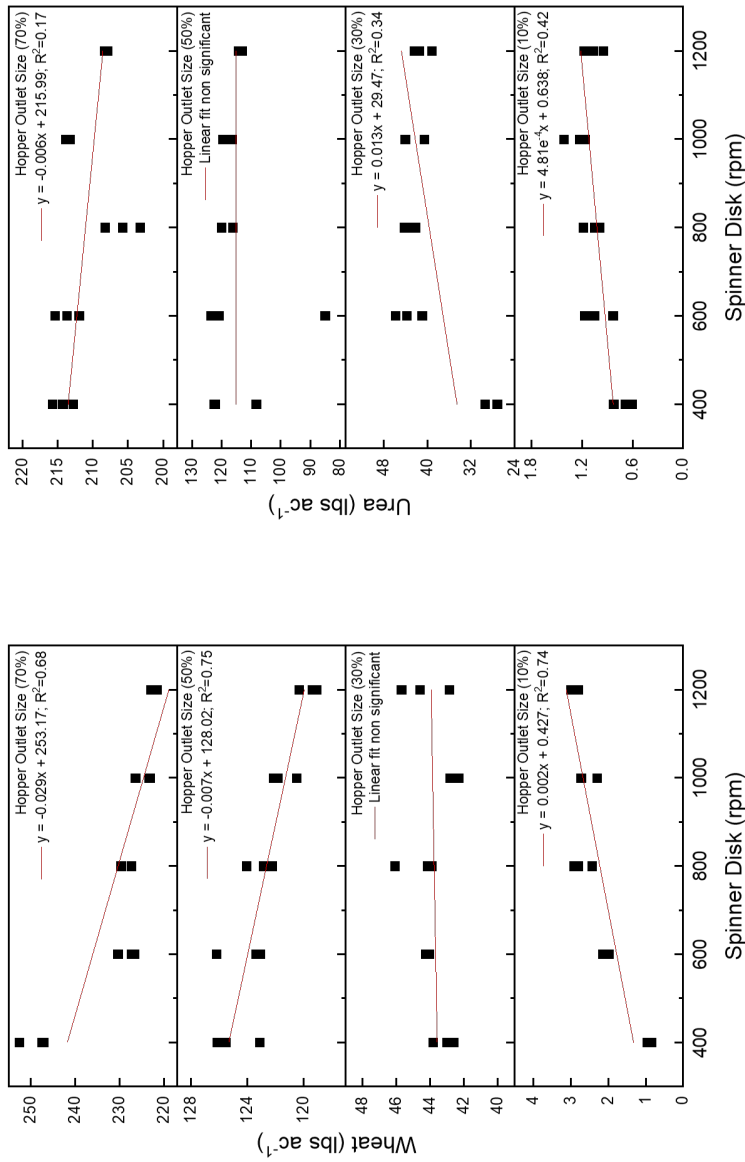 Hopper Outlet Size (70%)
y = -0.029x + 253.17; R²=0.68
250
240
230
220
Hopper Outlet Size (50%)
y = -0.007x + 128.02; R²=0.75
128
124
120
Wheat (lbs ac⁻¹)
Hopper Outlet Size (30%)
Linear fit non significant
46
44
42
40
Hopper Outlet Size (10%)
y = 0.002x + 0.427; R²=0.74
3
2
1
0
400
600
800
1000
1200
Spinner Disk (rpm)
Hopper Outlet Size (70%)
y = -0.006x + 215.99; R²=0.17
220
215
210
205
200
Hopper Outlet Size (50%)
Linear fit non significant
130
120
110
100
90
80
Urea (lbs ac⁻¹)
Hopper Outlet Size (30%)
y = 0.013x + 29.47; R²=0.34
48
40
32
24
Hopper Outlet Size (10%)
y = 4.81e⁻⁴x + 0.638; R²=0.42
1.8
1.2
0.6
0.0
400
600
800
1000
1200
Spinner Disk (rpm)